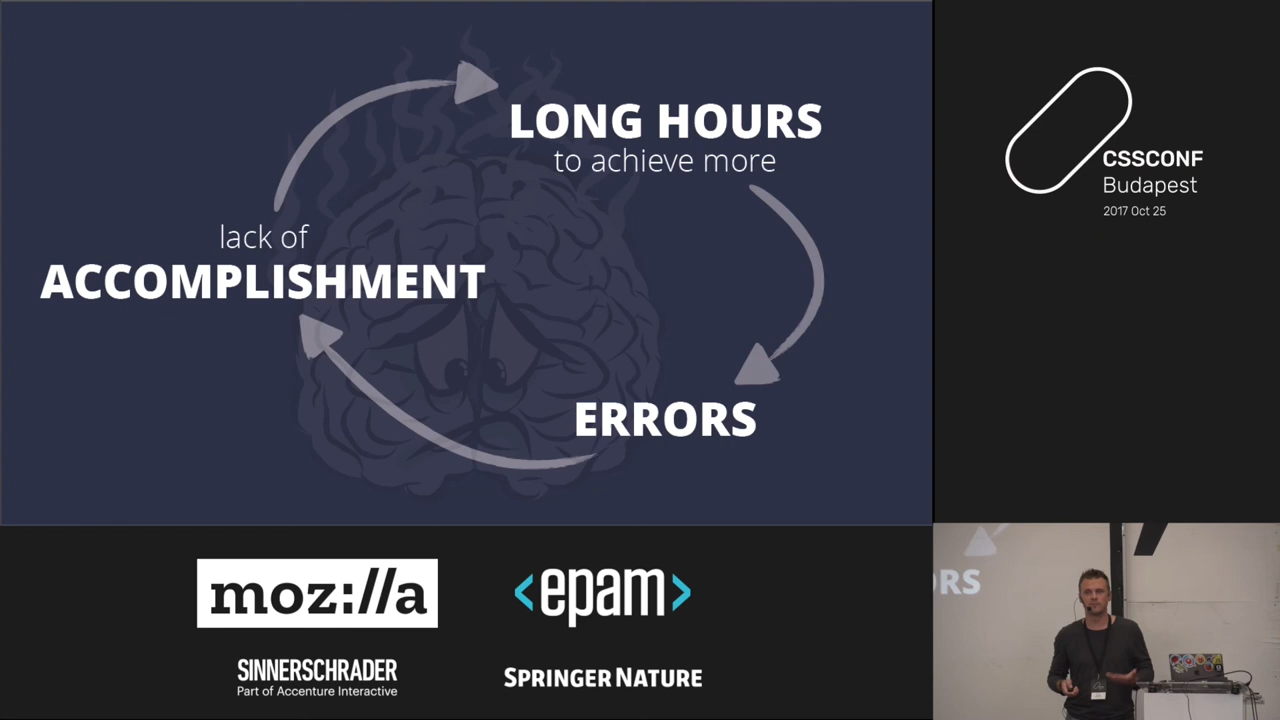 LONG HOURS
to achieve more
lack of
ACCOMPLISHMENT
ERRORS
CSSCONF
Budapest
2017 Oct 25
moz://a
<epam>
SINNERSCHRADER
Part of Accenture Interactive
SPRINGER NATURE
ORS